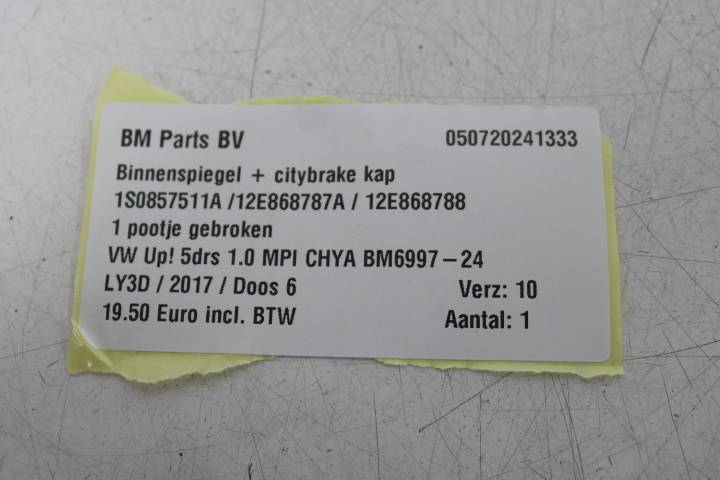 BM Parts BV 050720241333
Binnenspiegel + citybrake kap
1S0857511A /12E868787A / 12E868788
1 pootje gebroken
VW Up! 5drs 1.0 MPI CHYA BM6997-24
LY3D / 2017 / Doos 6 Verz: 10
19.50 Euro incl. BTW Aantal: 1